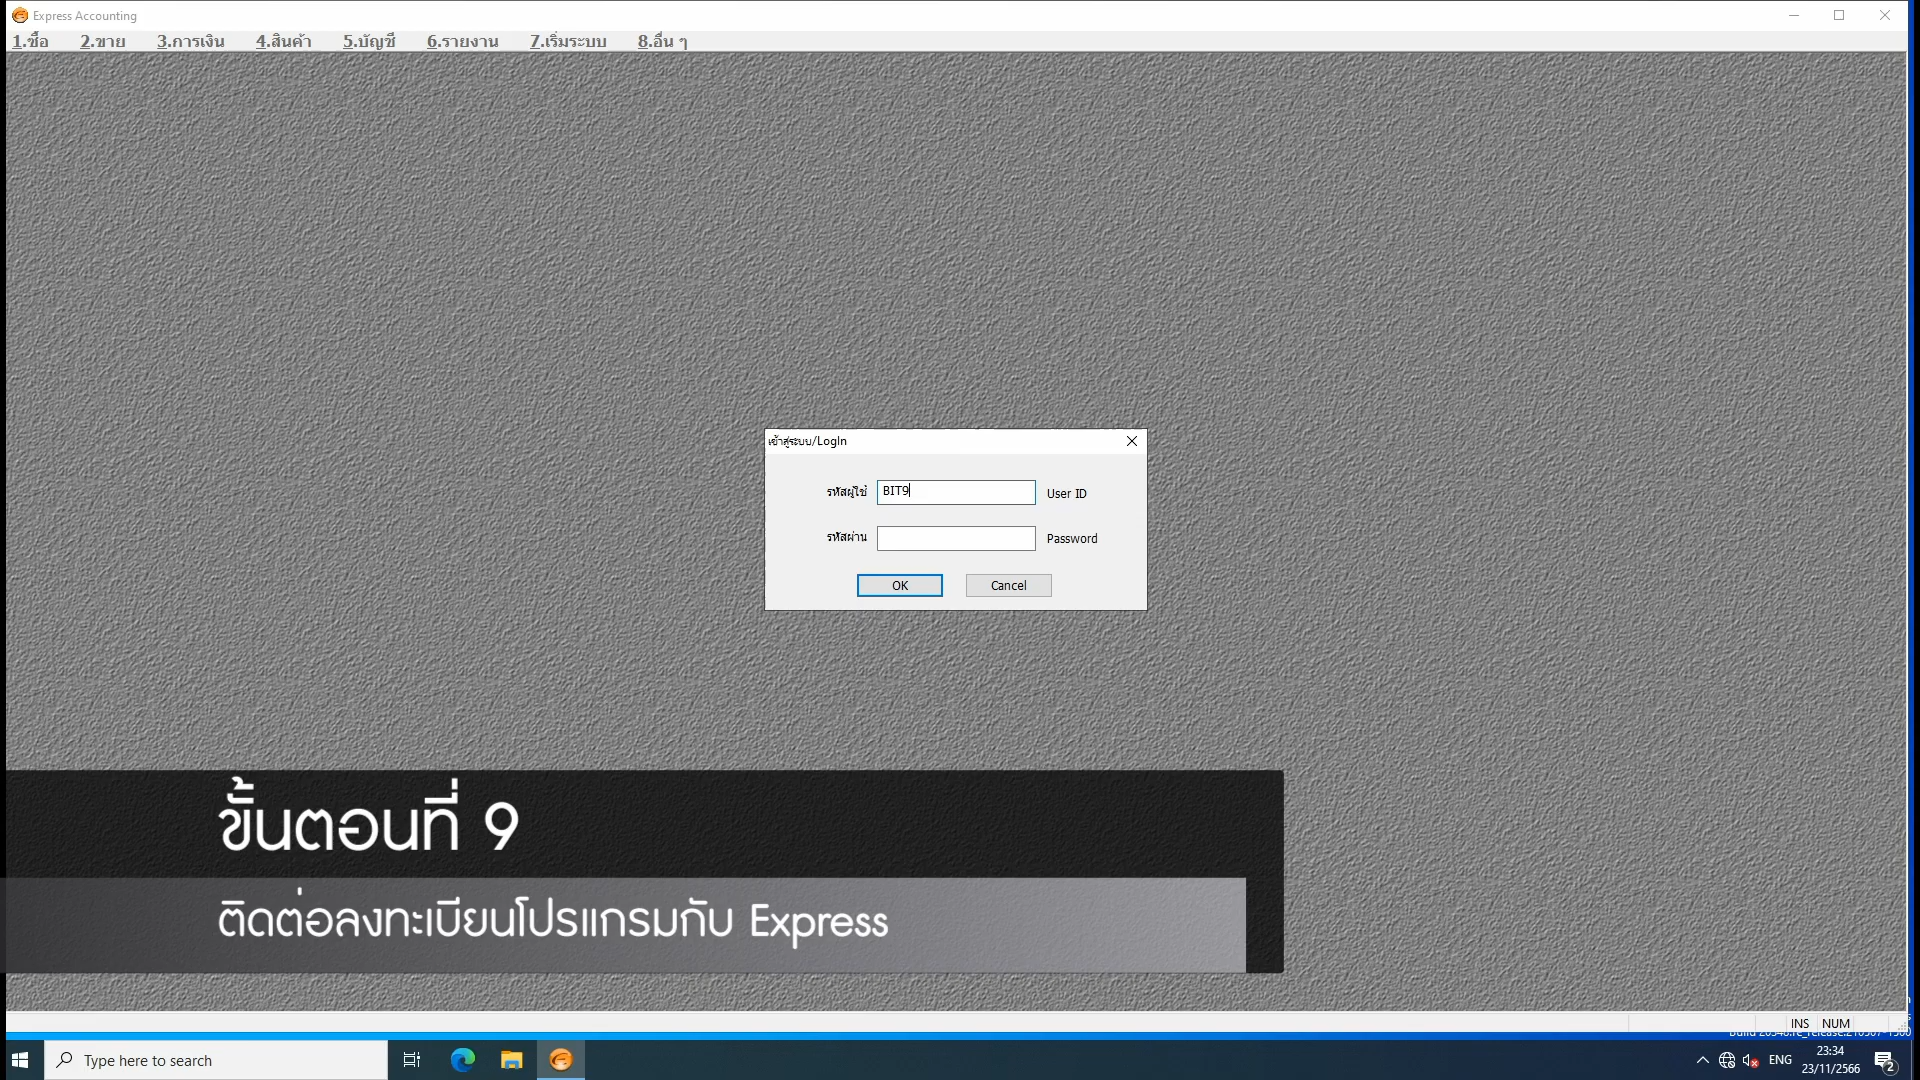 Express Accounting
1.ซื้อ 2.ขาย 3.การเงิน 4.สินค้า 5.บัญชี 6.รายงาน 7.เริ่มระบบ 8.อื่น ๆ
เข้าสู่ระบบ/LogIn
รหัสผู้ใช้ BIT9 User ID
รหัสผ่าน Password
OK Cancel
ขั้นตอนที่ 9
ติดต่อลงทะเบียนโปรแกรมกับ Express
INS NUM
Type here to search
ENG
23:34
23/11/2566
2